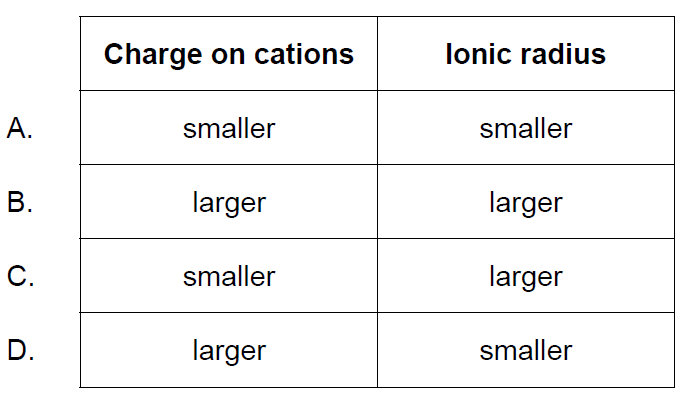 Charge on cations Ionic radius
A. smaller smaller
B. larger larger
C. smaller larger
D. larger smaller